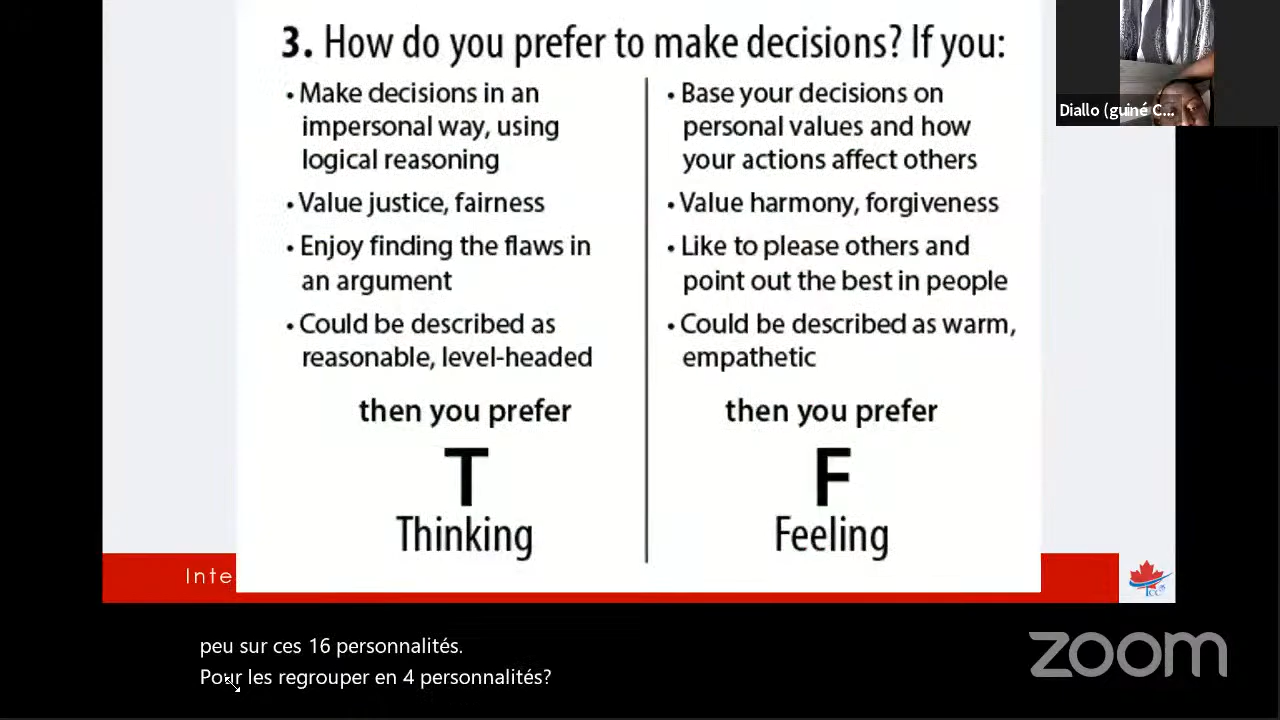 3. How do you prefer to make decisions? If you:
• Make decisions in an
impersonal way, using
logical reasoning
• Value justice, fairness
• Enjoy finding the flaws in
an argument
• Could be described as
reasonable, level-headed
then you prefer
T
Thinking
• Base your decisions on
personal values and how
your actions affect others
• Value harmony, forgiveness
• Like to please others and
point out the best in people
• Could be described as warm,
empathetic
then you prefer
F
Feeling
Diallo (guiné C...
Inte
peu sur ces 16 personnalités.
Pour les regrouper en 4 personnalités?
zoom